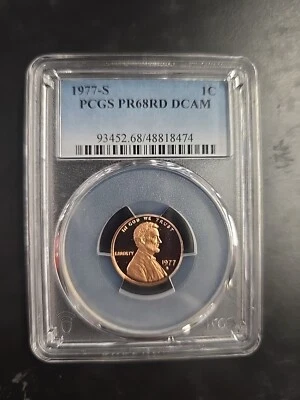 1977-S 1C
PCGS PR68RD DCAM
93452.68/48818474
IN GOD WE TRUST
LIBERTY
1977
S